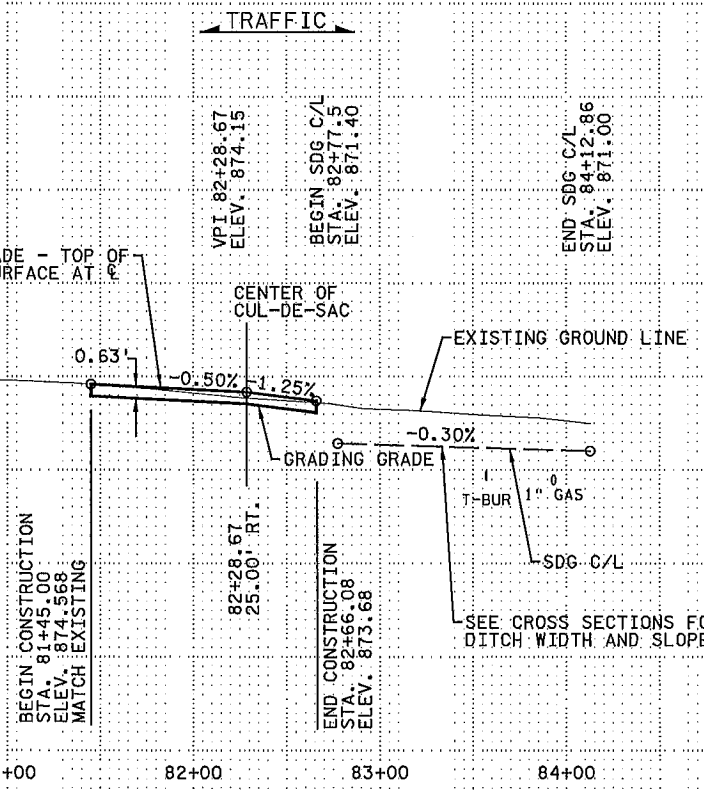 TRAFFIC
VPI 82+28.67
ELEV. 874.15
BEGIN SDG C/L
STA. 82+77.5
ELEV. 871.40
END SDG C/L
STA. 84+12.86
ELEV. 871.00
ADE - TOP OF
URFACE AT ℄
CENTER OF
CUL-DE-SAC
EXISTING GROUND LINE
0.63'
-0.50%
-1.25%
-0.30%
GRADING GRADE
T-BUR
1" GAS
SDG C/L
82+28.67
25.00' RT.
SEE CROSS SECTIONS FO
DITCH WIDTH AND SLOPE
BEGIN CONSTRUCTION
STA. 81+45.00
ELEV. 874.568
MATCH EXISTING
END CONSTRUCTION
STA. 82+66.08
ELEV. 873.68
+00
82+00
83+00
84+00